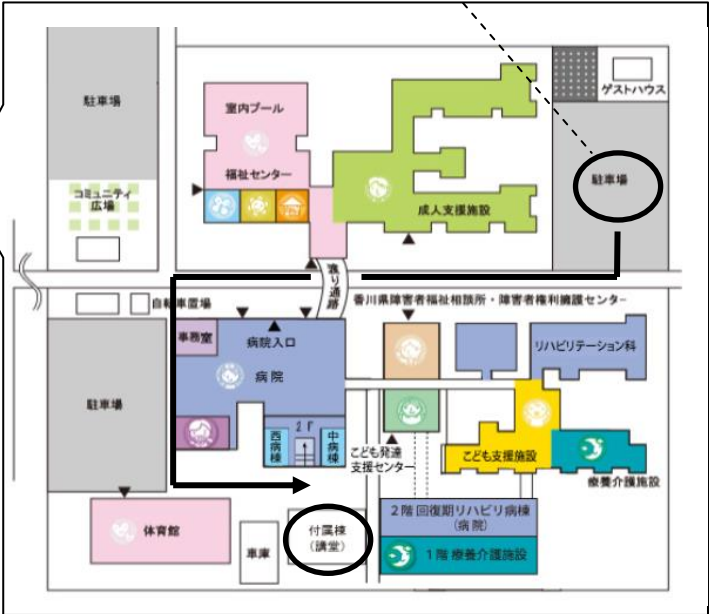 駐車場
室内プール
ゲストハウス
駐車場
福祉センター
コミュニティ
広場
成人支援施設
渡り通路
自転車置場
香川県障害者福祉相談所・障害者権利擁護センター
事務室
病院入口
リハビリテーション科
病院
駐車場
2F
西病棟
中病棟
こども発達
支援センター
こども支援施設
療養介護施設
2階回復期リハビリ病棟
(病院)
体育館
車庫
付属棟
(講堂)
1階療養介護施設